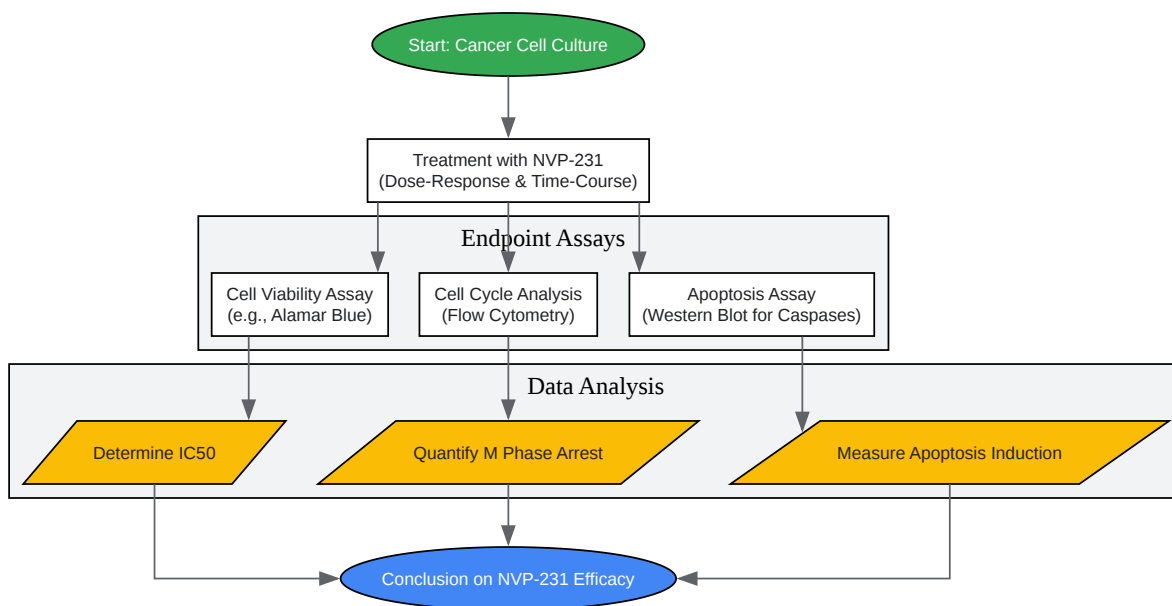 Start: Cancer Cell Culture
Treatment with NVP-231
(Dose-Response & Time-Course)
Endpoint Assays
Cell Viability Assay
(e.g., Alamar Blue)
Cell Cycle Analysis
(Flow Cytometry)
Apoptosis Assay
(Western Blot for Caspases)
Data Analysis
Determine IC50
Quantify M Phase Arrest
Measure Apoptosis Induction
Conclusion on NVP-231 Efficacy